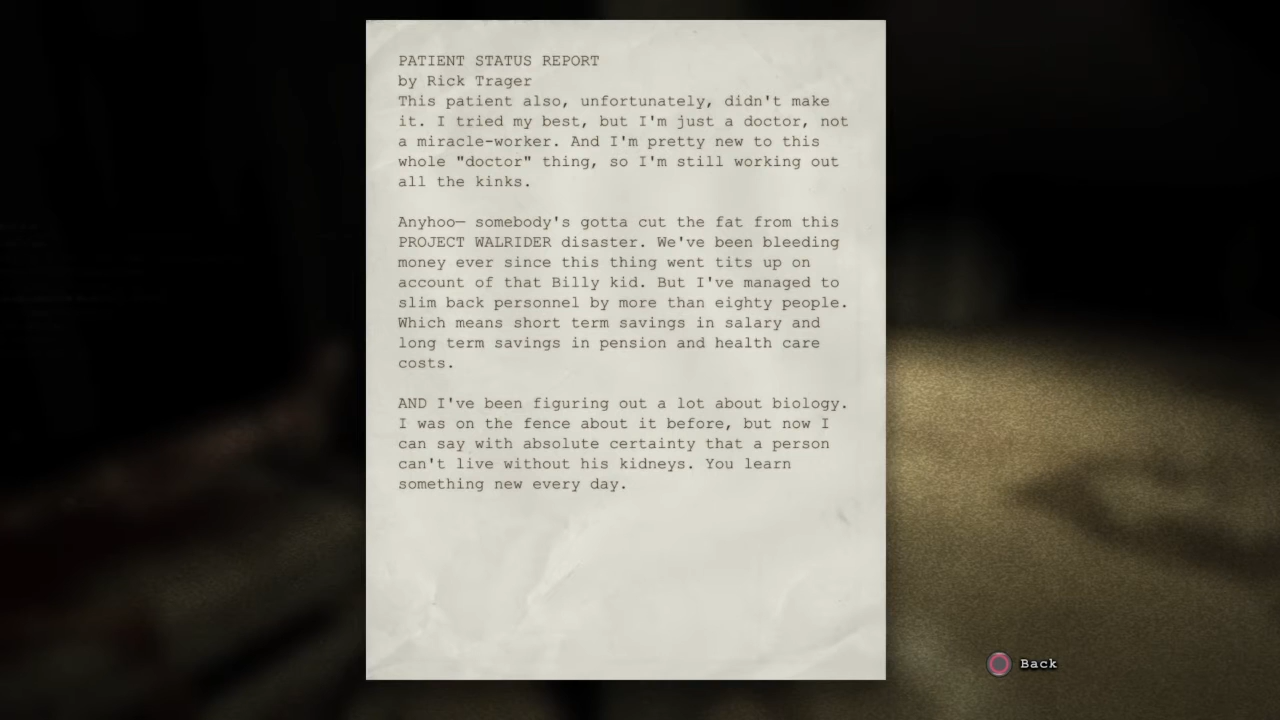 PATIENT STATUS REPORT
by Rick Trager
This patient also, unfortunately, didn't make
it. I tried my best, but I'm just a doctor, not
a miracle-worker. And I'm pretty new to this
whole "doctor" thing, so I'm still working out
all the kinks.
Anyhoo— somebody's gotta cut the fat from this
PROJECT WALRIDER disaster. We've been bleeding
money ever since this thing went tits up on
account of that Billy kid. But I've managed to
slim back personnel by more than eighty people.
Which means short term savings in salary and
long term savings in pension and health care
costs.
AND I've been figuring out a lot about biology.
I was on the fence about it before, but now I
can say with absolute certainty that a person
can't live without his kidneys. You learn
something new every day.
Back